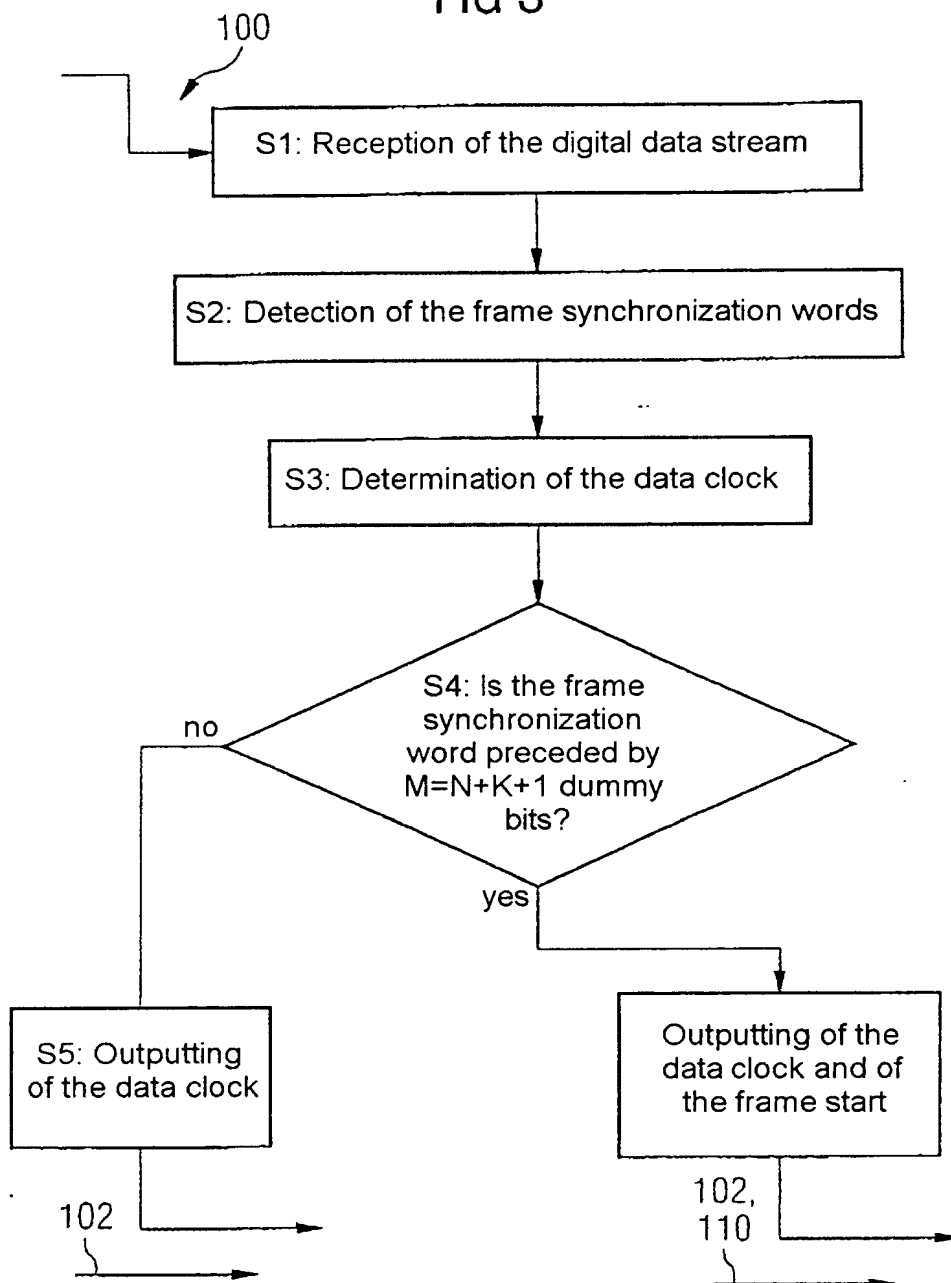 FIG 3
100
S1: Reception of the digital data stream
S2: Detection of the frame synchronization words
S3: Determination of the data clock
S4: Is the frame
synchronization
word preceded by
M=N+K+1 dummy
bits?
no
yes
S5: Outputting
of the data clock
Outputting of the
data clock and of
the frame start
102
102,
110